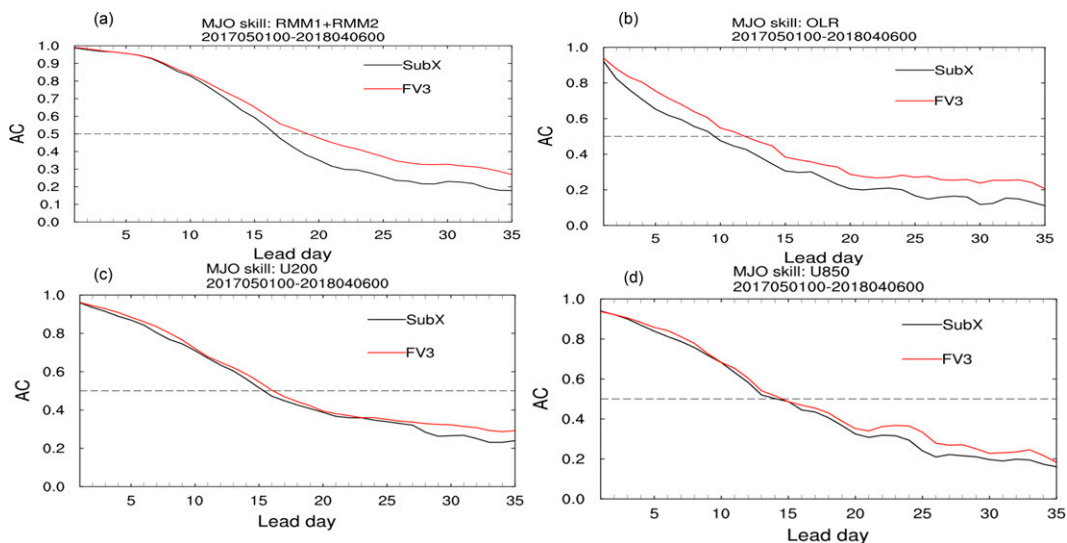 (a)
MJO skill: RMM1+RMM2
2017050100-2018040600
1.0
0.9
0.8
0.7
0.6
0.5
0.4
0.3
0.2
0.1
0.0
AC
SubX
FV3
5 10 15 20 25 30 35
Lead day
(b)
MJO skill: OLR
2017050100-2018040600
1.0
0.8
0.6
0.4
0.2
0.0
AC
SubX
FV3
5 10 15 20 25 30 35
Lead day
(c)
MJO skill: U200
2017050100-2018040600
1.0
0.8
0.6
0.4
0.2
0.0
AC
SubX
FV3
5 10 15 20 25 30 35
Lead day
(d)
MJO skill: U850
2017050100-2018040600
1.0
0.8
0.6
0.4
0.2
0.0
AC
SubX
FV3
5 10 15 20 25 30 35
Lead day